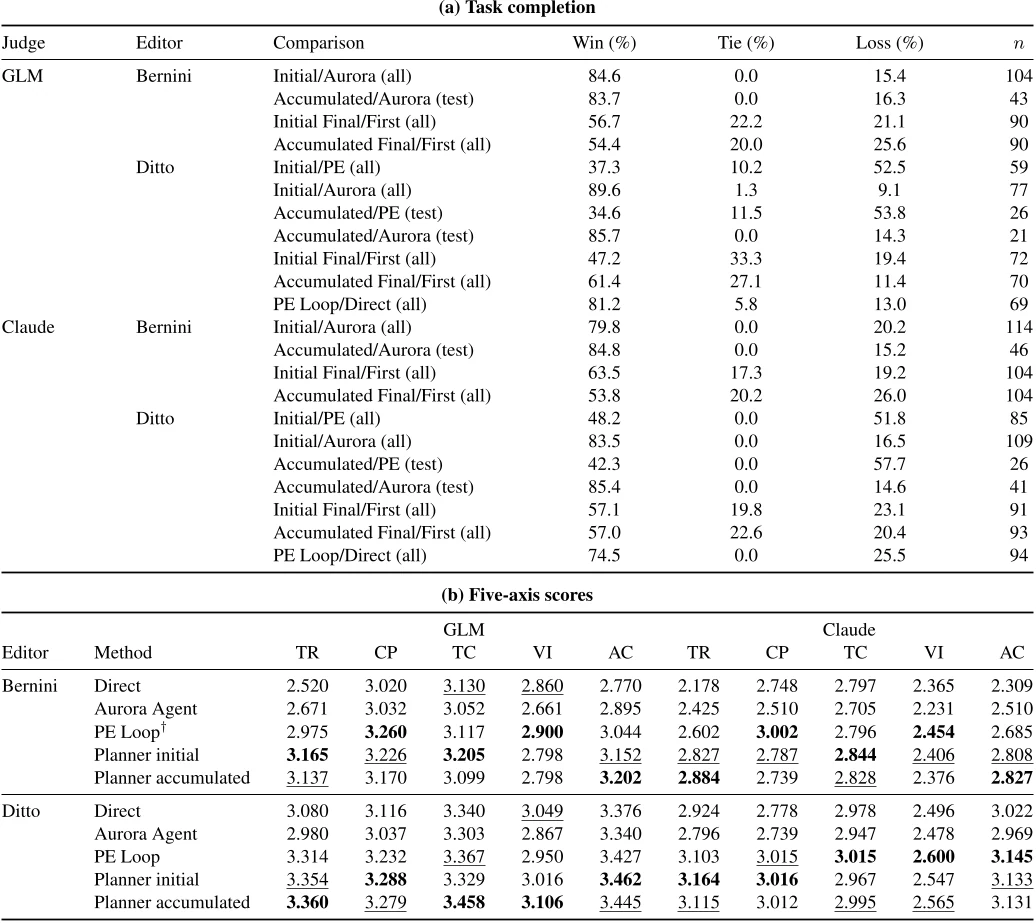 (a) Task completion
Judge Editor Comparison Win (%) Tie (%) Loss (%) n
GLM Bernini Initial/Aurora (all) 84.6 0.0 15.4 104
Accumulated/Aurora (test) 83.7 0.0 16.3 43
Initial Final/First (all) 56.7 22.2 21.1 90
Accumulated Final/First (all) 54.4 20.0 25.6 90
Ditto Initial/PE (all) 37.3 10.2 52.5 59
Initial/Aurora (all) 89.6 1.3 9.1 77
Accumulated/PE (test) 34.6 11.5 53.8 26
Accumulated/Aurora (test) 85.7 0.0 14.3 21
Initial Final/First (all) 47.2 33.3 19.4 72
Accumulated Final/First (all) 61.4 27.1 11.4 70
PE Loop/Direct (all) 81.2 5.8 13.0 69
Claude Bernini Initial/Aurora (all) 79.8 0.0 20.2 114
Accumulated/Aurora (test) 84.8 0.0 15.2 46
Initial Final/First (all) 63.5 17.3 19.2 104
Accumulated Final/First (all) 53.8 20.2 26.0 104
Ditto Initial/PE (all) 48.2 0.0 51.8 85
Initial/Aurora (all) 83.5 0.0 16.5 109
Accumulated/PE (test) 42.3 0.0 57.7 26
Accumulated/Aurora (test) 85.4 0.0 14.6 41
Initial Final/First (all) 57.1 19.8 23.1 91
Accumulated Final/First (all) 57.0 22.6 20.4 93
PE Loop/Direct (all) 74.5 0.0 25.5 94
(b) Five-axis scores
GLM Claude
Editor Method TR CP TC VI AC TR CP TC VI AC
Bernini Direct 2.520 3.020 3.130 2.860 2.770 2.178 2.748 2.797 2.365 2.309
Aurora Agent 2.671 3.032 3.052 2.661 2.895 2.425 2.510 2.705 2.231 2.510
PE Loop† 2.975 3.260 3.117 2.900 3.044 2.602 3.002 2.796 2.454 2.685
Planner initial 3.165 3.226 3.205 2.798 3.152 2.827 2.787 2.844 2.406 2.808
Planner accumulated 3.137 3.170 3.099 2.798 3.202 2.884 2.739 2.828 2.376 2.827
Ditto Direct 3.080 3.116 3.340 3.049 3.376 2.924 2.778 2.978 2.496 3.022
Aurora Agent 2.980 3.037 3.303 2.867 3.340 2.796 2.739 2.947 2.478 2.969
PE Loop 3.314 3.232 3.367 2.950 3.427 3.103 3.015 3.015 2.600 3.145
Planner initial 3.354 3.288 3.329 3.016 3.462 3.164 3.016 2.967 2.547 3.133
Planner accumulated 3.360 3.279 3.458 3.106 3.445 3.115 3.012 2.995 2.565 3.131